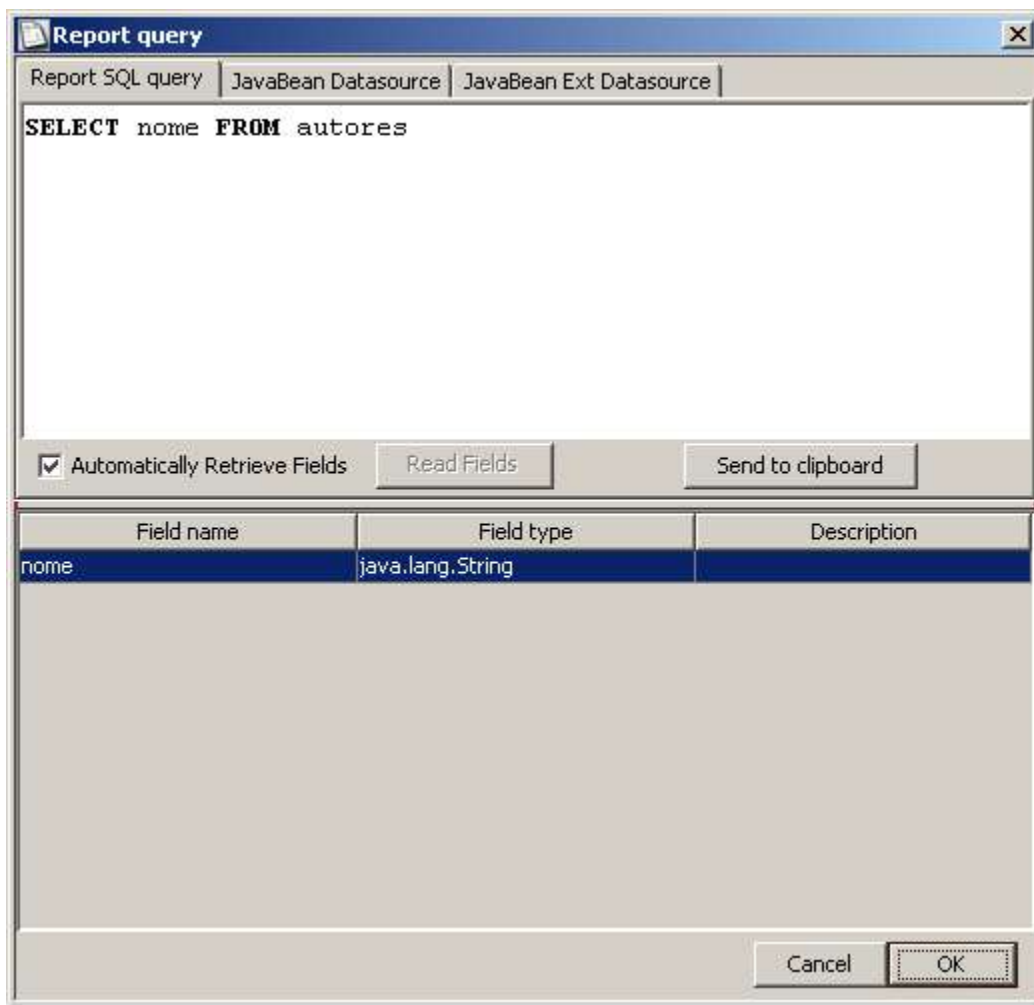 Report query
Report SQL query JavaBean Datasource JavaBean Ext Datasource
SELECT nome FROM autores
Automatically Retrieve Fields Read Fields Send to clipboard
Field name Field type Description
nome java.lang.String
Cancel OK